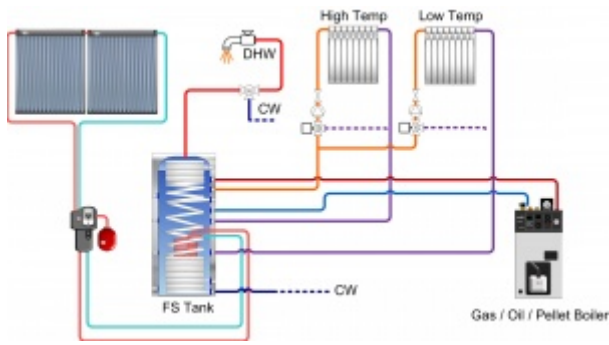 High Temp
Low Temp
DHW
CW
FS Tank
CW
Gas / Oil / Pellet Boiler